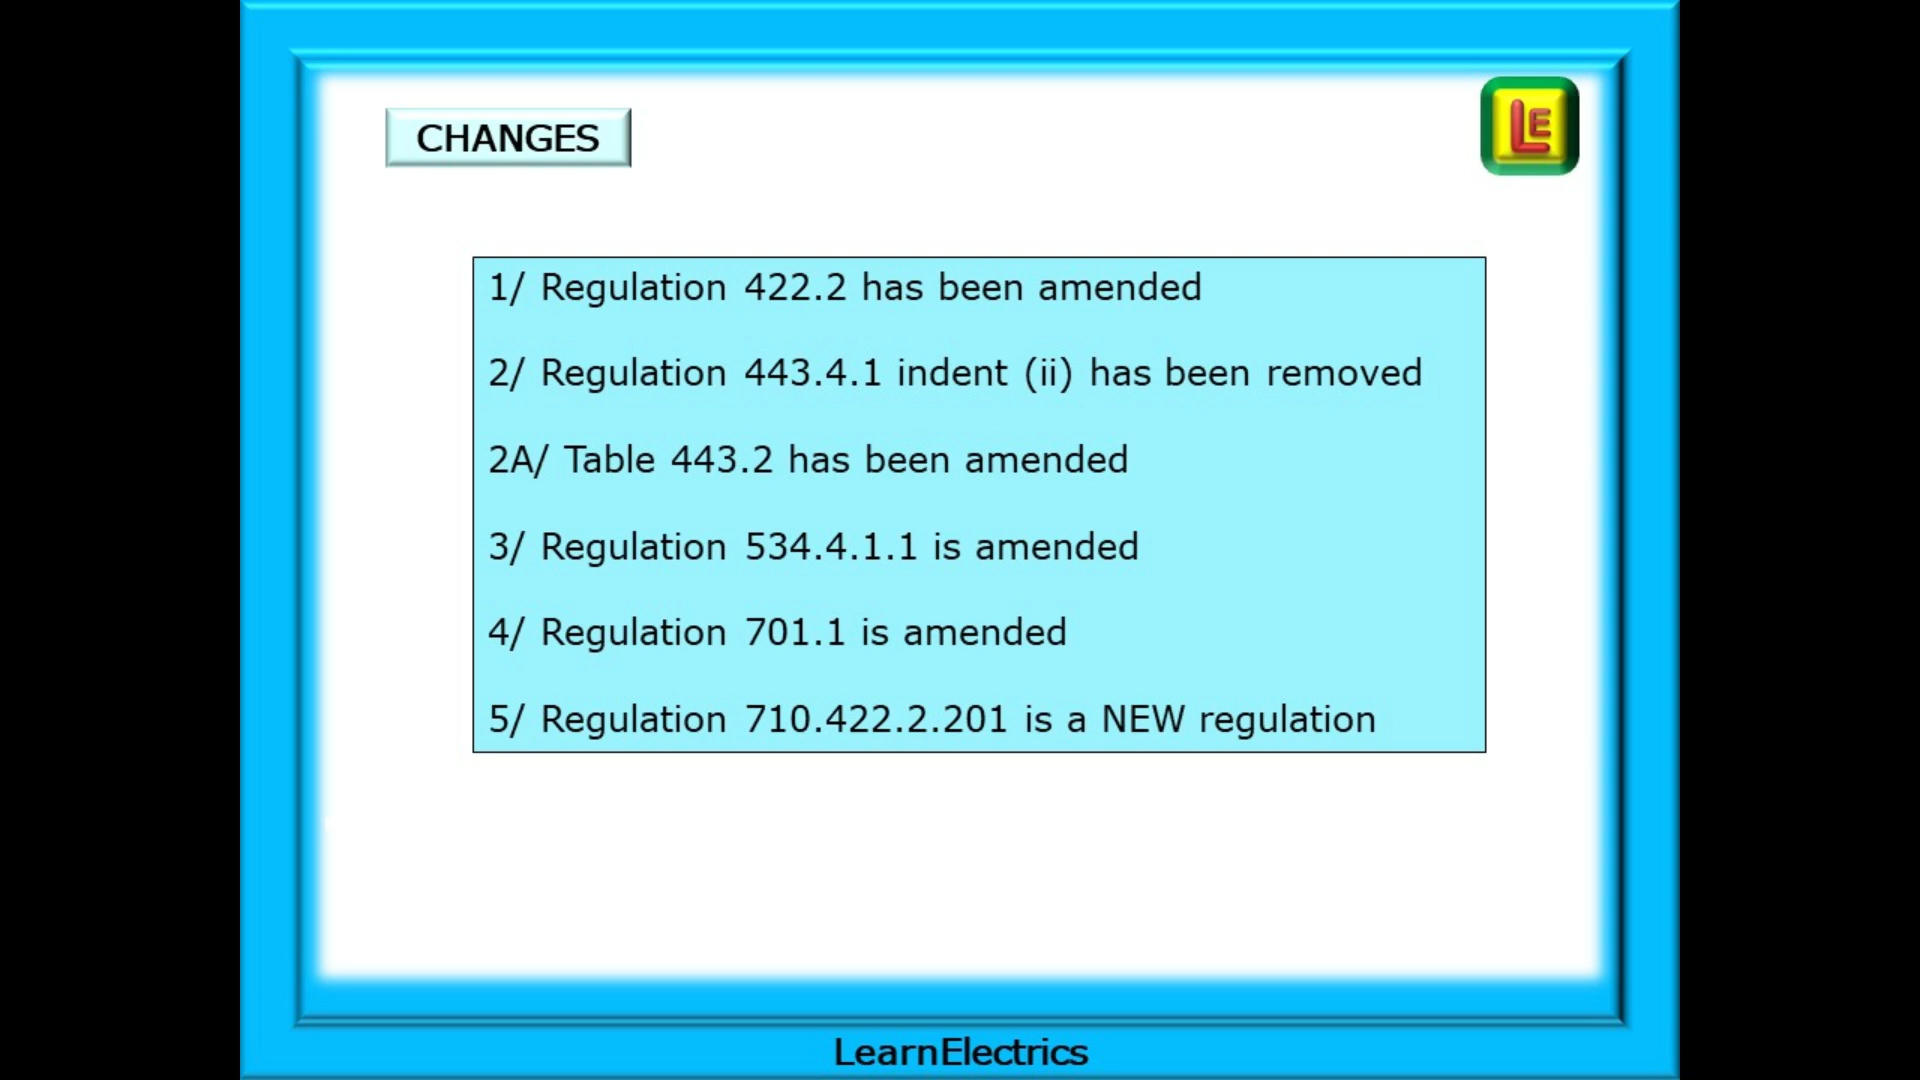 CHANGES
LE
1/ Regulation 422.2 has been amended
2/ Regulation 443.4.1 indent (ii) has been removed
2A/ Table 443.2 has been amended
3/ Regulation 534.4.1.1 is amended
4/ Regulation 701.1 is amended
5/ Regulation 710.422.2.201 is a NEW regulation
LearnElectrics